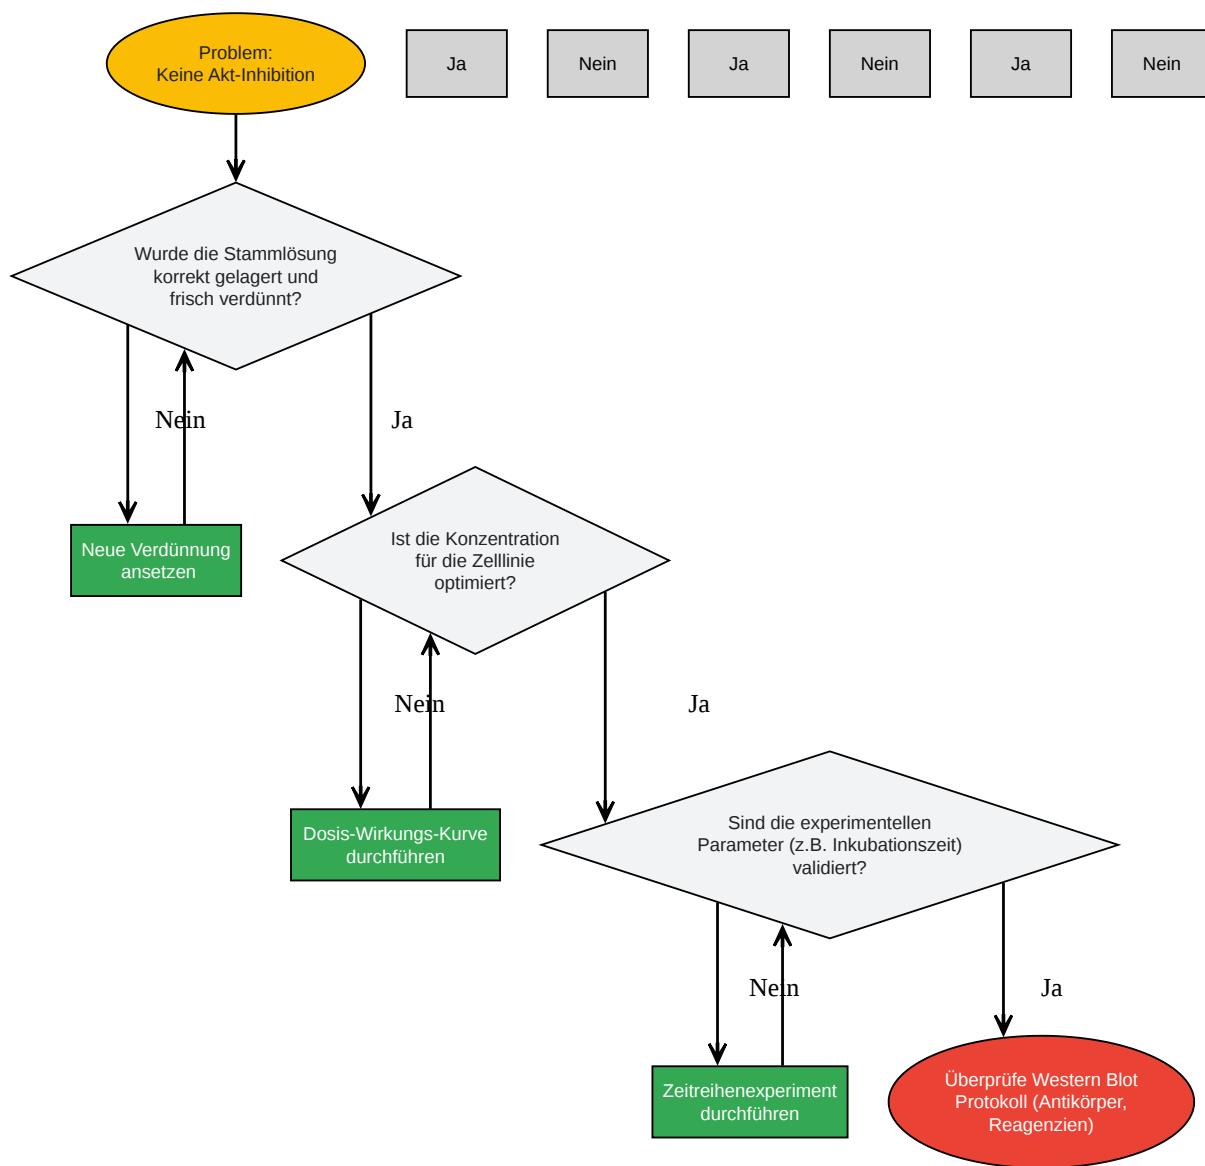 Problem:
Keine Akt-Inhibition
Ja
Nein
Ja
Nein
Ja
Nein
Wurde die Stammlösung
korrekt gelagert und
frisch verdünnt?
Nein
Ja
Neue Verdünnung
ansetzen
Ist die Konzentration
für die Zelllinie
optimiert?
Nein
Ja
Dosis-Wirkungs-Kurve
durchführen
Sind die experimentellen
Parameter (z.B. Inkubationszeit)
validiert?
Nein
Ja
Zeitreihenexperiment
durchführen
Überprüfe Western Blot
Protokoll (Antikörper,
Reagenzien)